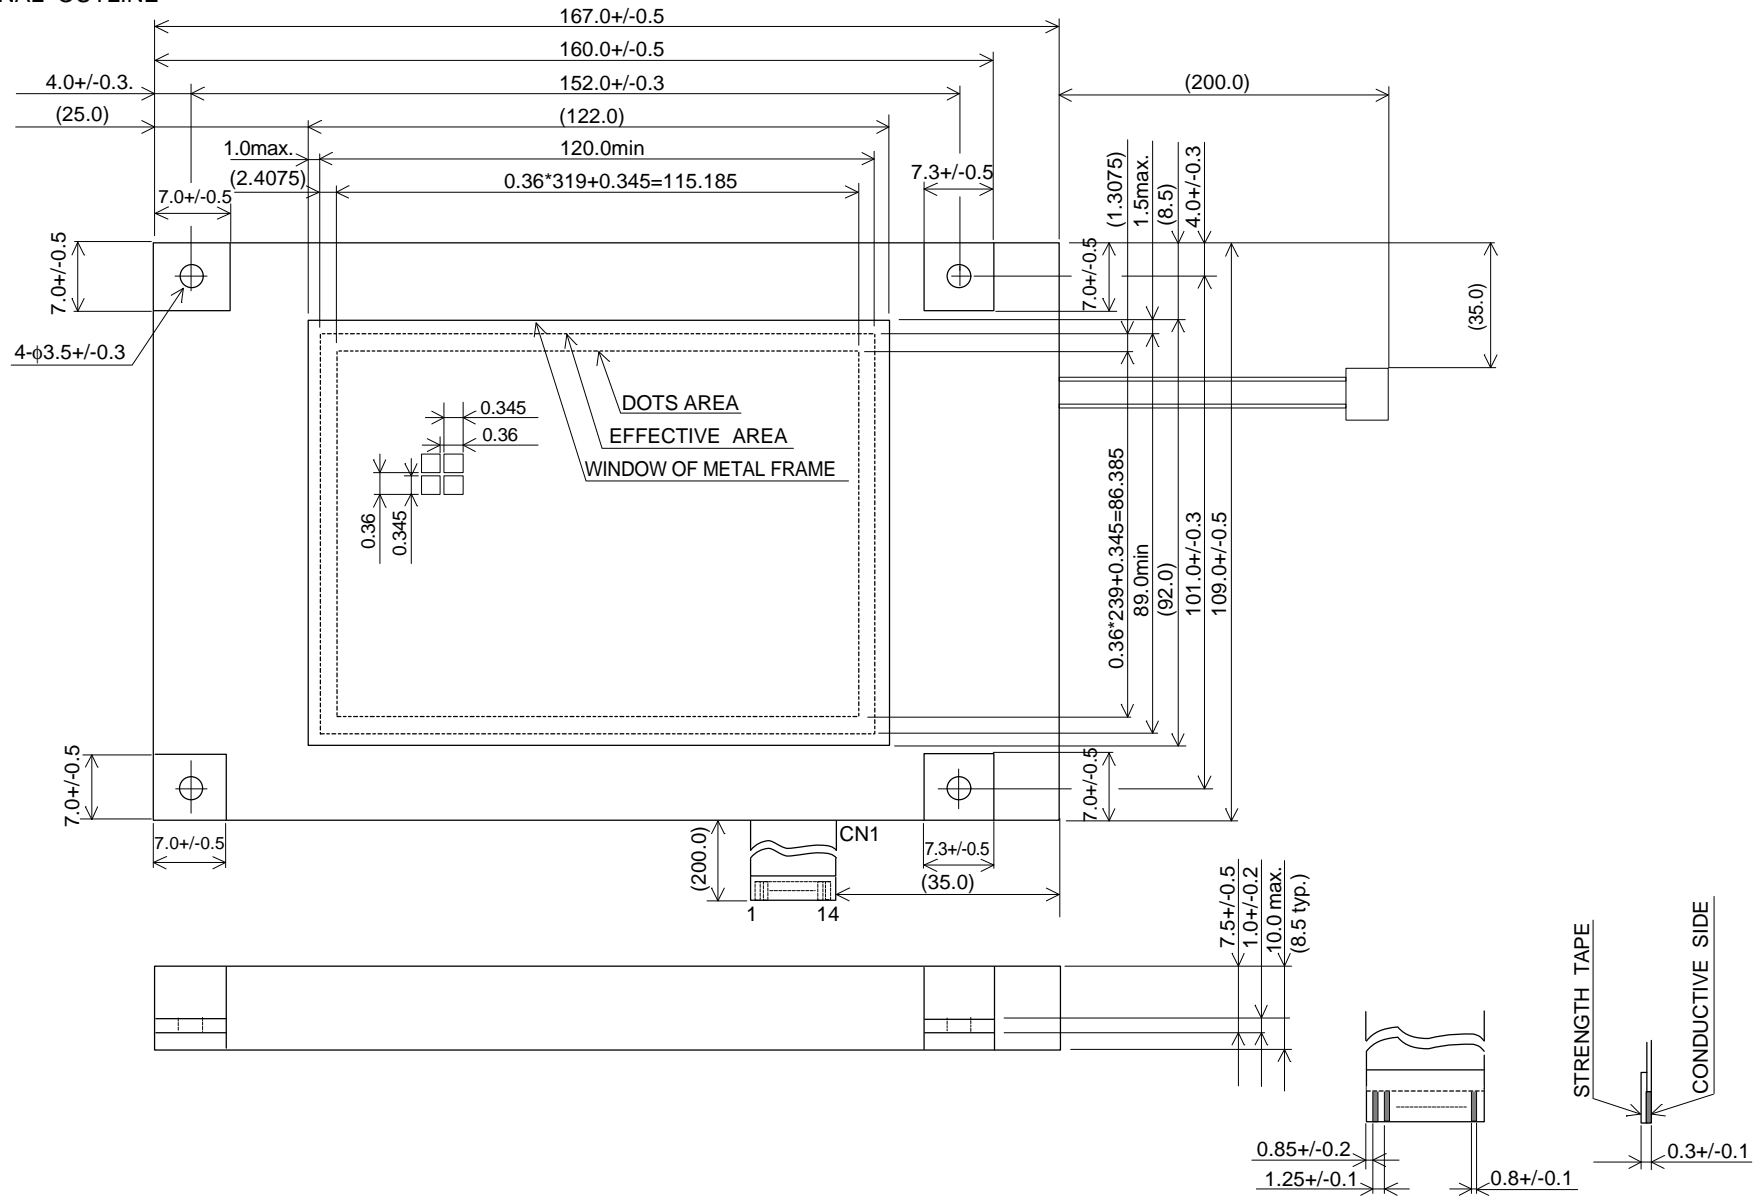 NAL OUTLINE
167.0+/-0.5
160.0+/-0.5
4.0+/-0.3.
152.0+/-0.3
(200.0)
(25.0)
(122.0)
1.0max.
120.0min
(2.4075)
0.36*319+0.345=115.185
7.3+/-0.5
7.0+/-0.5
(1.3075)
1.5max.
(8.5)
4.0+/-0.3
7.0+/-0.5
7.0+/-0.5
(35.0)
4-ϕ3.5+/-0.3
0.345
0.36
DOTS AREA
EFFECTIVE AREA
WINDOW OF METAL FRAME
0.36
0.345
0.36*239+0.345=86.385
89.0min
(92.0)
101.0+/-0.3
109.0+/-0.5
7.0+/-0.5
7.0+/-0.5
7.0+/-0.5
(200.0)
CN1
7.3+/-0.5
(35.0)
1
14
7.5+/-0.5
1.0+/-0.2
10.0 max.
(8.5 typ.)
STRENGTH TAPE
CONDUCTIVE SIDE
0.85+/-0.2
1.25+/-0.1
0.8+/-0.1
0.3+/-0.1